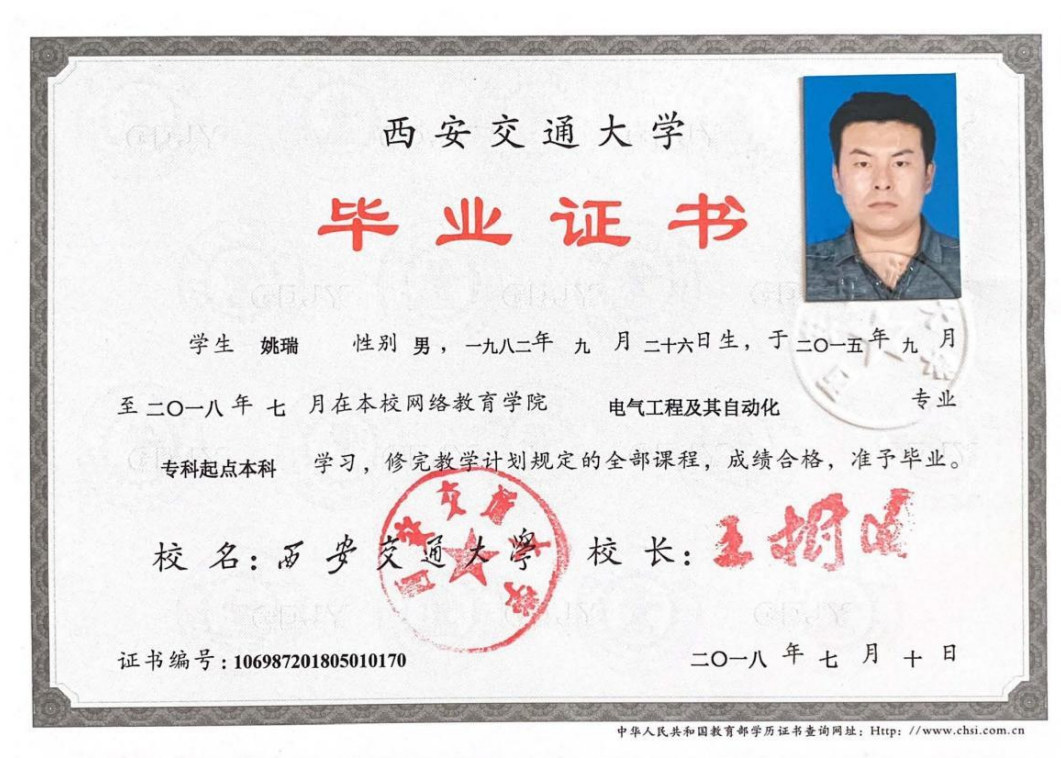 西安交通大学
毕业证书
学生 姚瑞 性别 男，一九八二年 九 月 二十六日生，于 二〇一五年 九 月
至 二〇一八 年 七 月在本校网络教育学院 电气工程及其自动化 专业
专科起点本科 学习，修完教学计划规定的全部课程，成绩合格，准予毕业。
校 名：西安交通大學 校 长：王树国
证书编号：106987201805010170 二〇一八 年 七 月 十 日
中华人民共和国教育部学历证书查询网址：Http: //www.chsi.com.cn